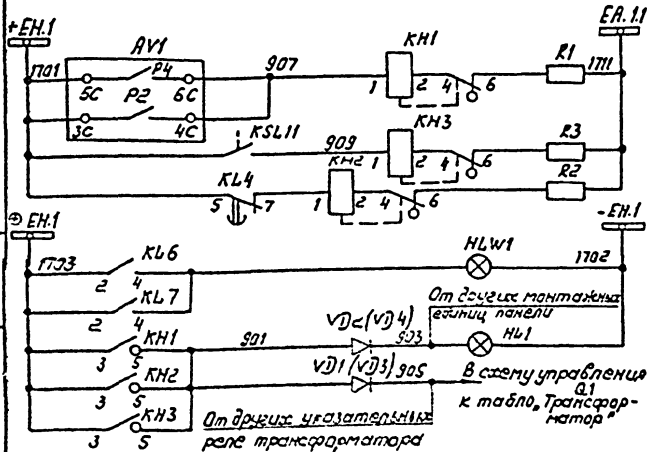 +EH.1
EA.1.1
AV1
KH1
R1
1701
P4
907
1711
5C
6C
1
2
4
6
P2
3C
4C
KSL11
909
KH3
R3
1
2
4
6
KL4
KH2
R2
5
7
1
2
4
6
⊕ EH.1
-EH.1
1703
KL6
HLW1
1702
2
4
KL7
От других монтажных
единиц панели
2
4
KH1
901
VD2(VD4)
903
HL1
3
5
KH2
VD1(VD3)
905
В схему управления
Q1
3
5
к табло „Трансфор-
матор"
KH3
От других указательных
3
5
реле трансформатора